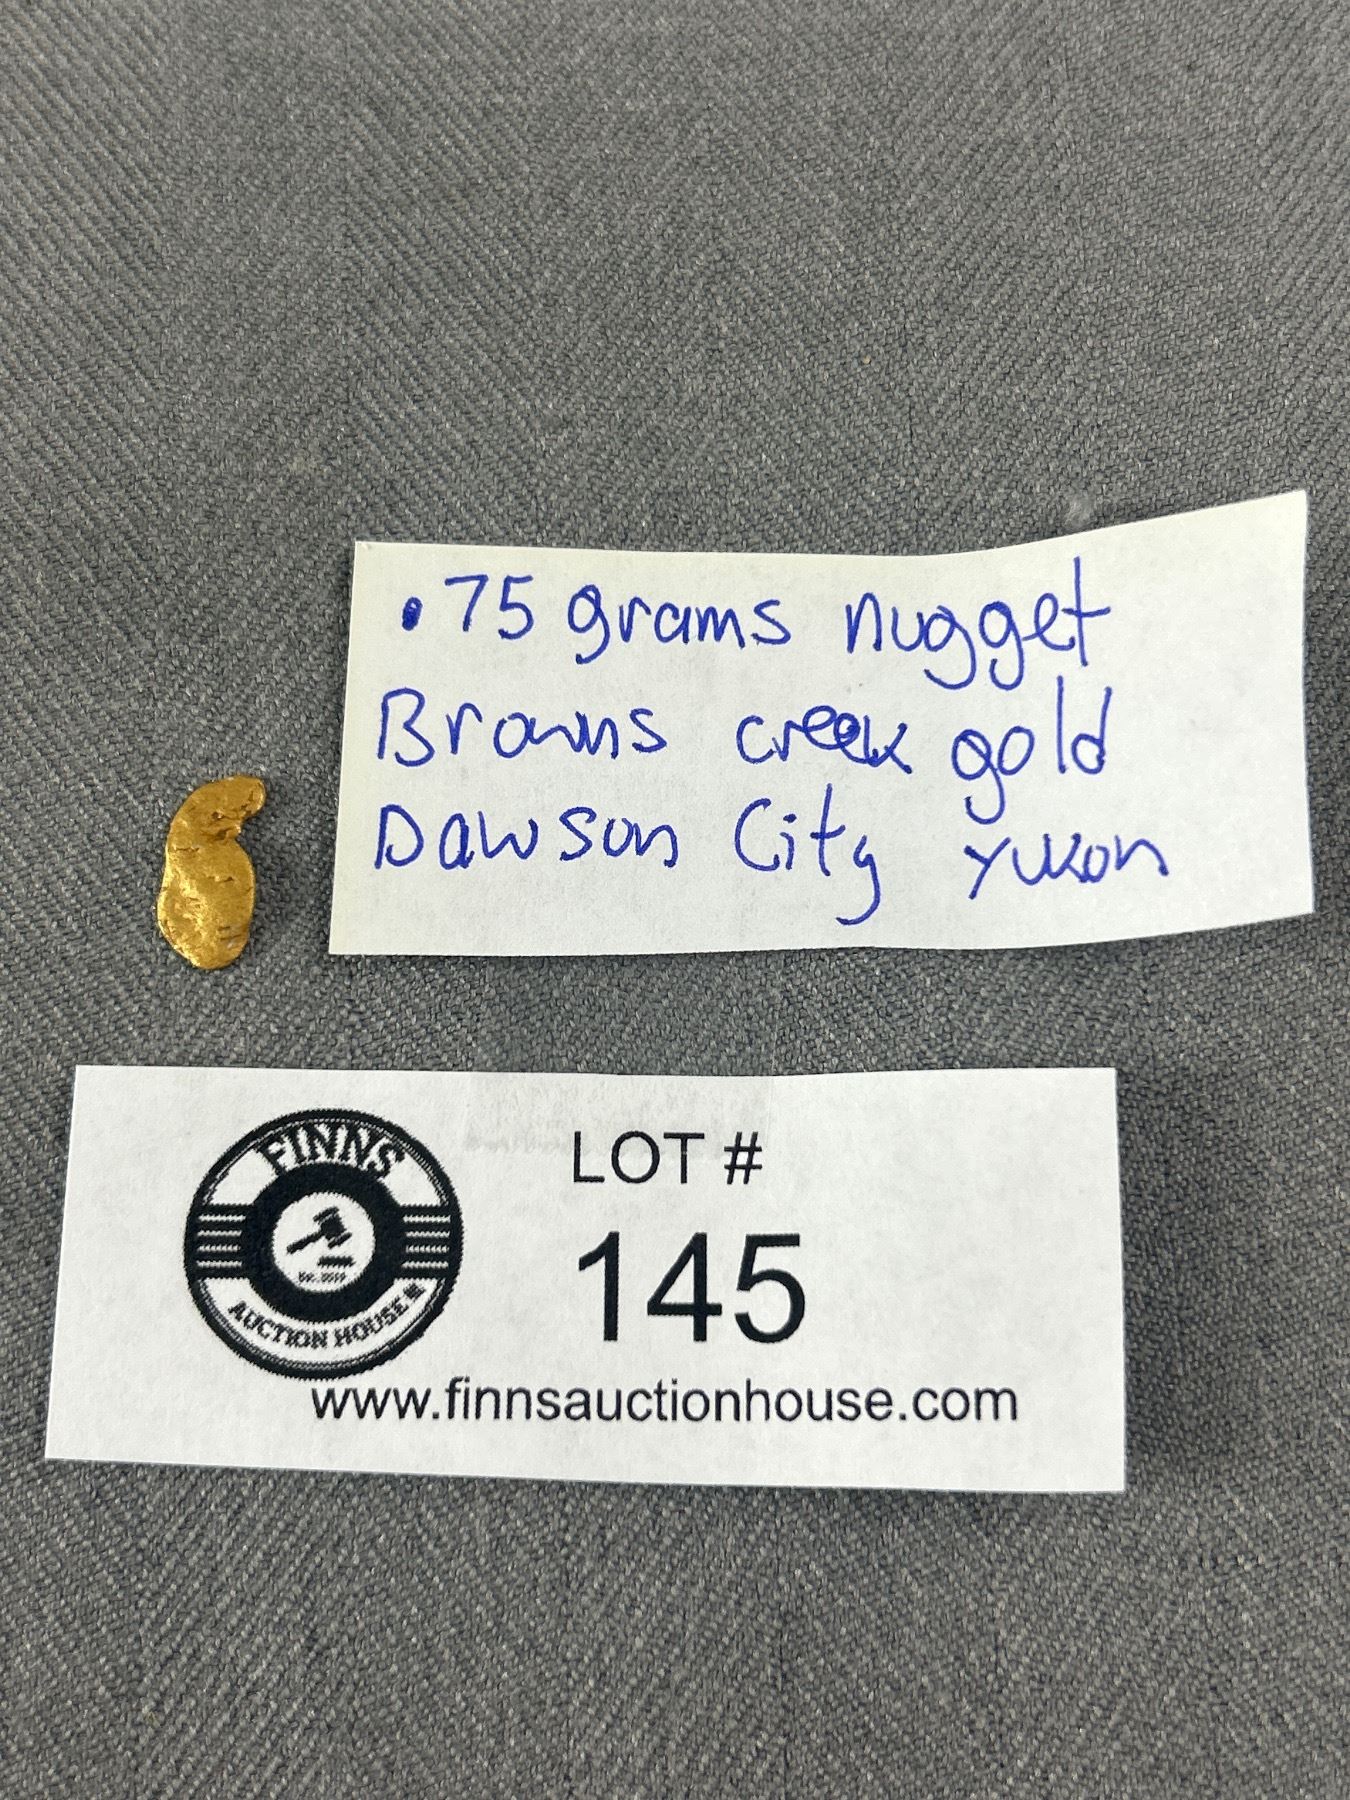 .75 grams nugget
Browns creek gold
Dawson City Yukon
FINNS
AUCTION HOUSE
LOT #
145
www.finnsauctionhouse.com